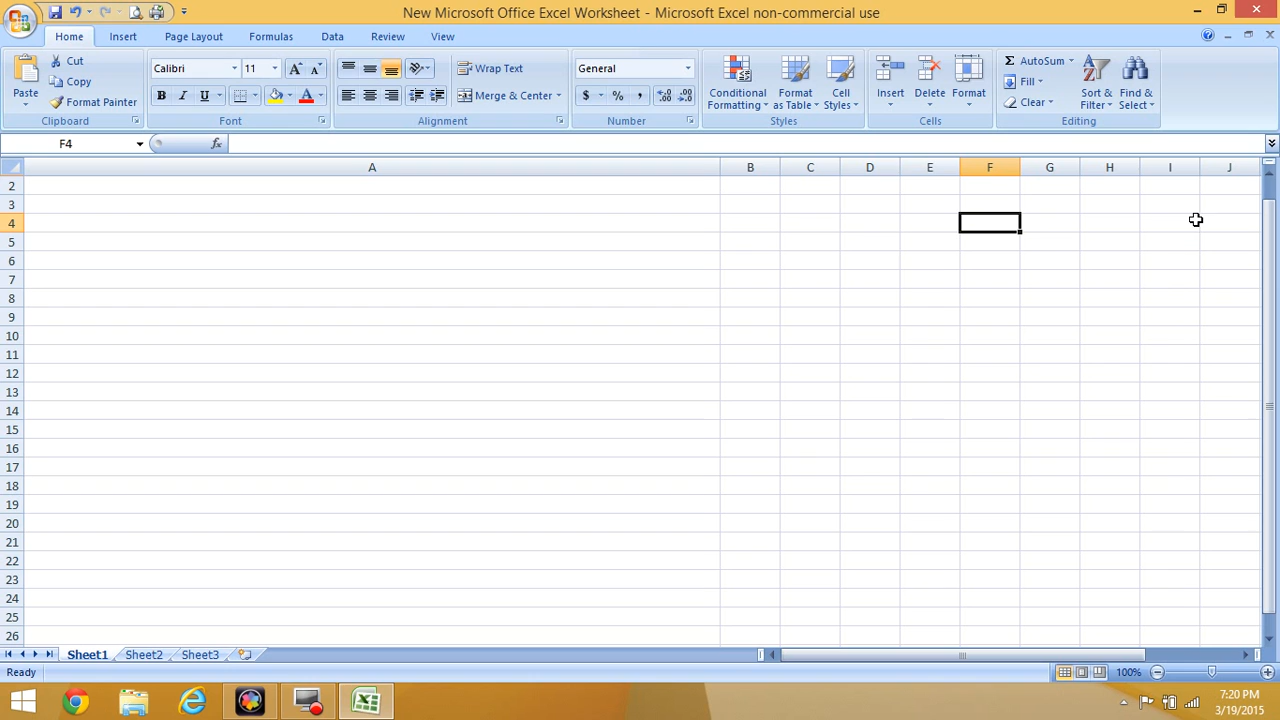 New Microsoft Office Excel Worksheet - Microsoft Excel non-commercial use
Home Insert Page Layout Formulas Data Review View
Paste
Cut
Copy
Format Painter
Clipboard
Calibri 11
B I U A
Font
Wrap Text
Merge & Center
Alignment
General
$ % ,
Number
Conditional Formatting
Format as Table
Cell Styles
Styles
Insert Delete Format
Cells
Σ AutoSum
Fill
Clear
Sort & Filter
Find & Select
Editing
F4 fx
A B C D E F G H I J
2
3
4
5
6
7
8
9
10
11
12
13
14
15
16
17
18
19
20
21
22
23
24
25
26
Sheet1 Sheet2 Sheet3
Ready 100%
7:20 PM
3/19/2015